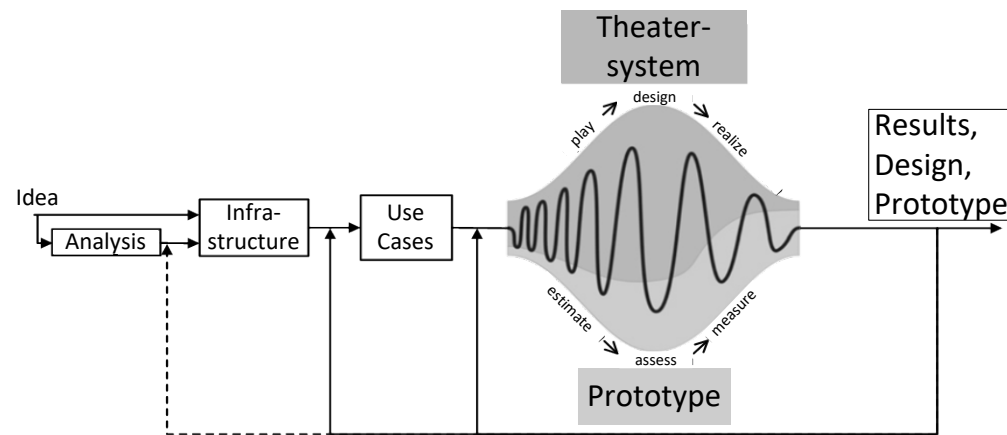 Theater-
system
design
play
realize
Results,
Design,
Prototype
Idea
Infra-
structure
Use
Cases
Analysis
estimate
measure
assess
Prototype